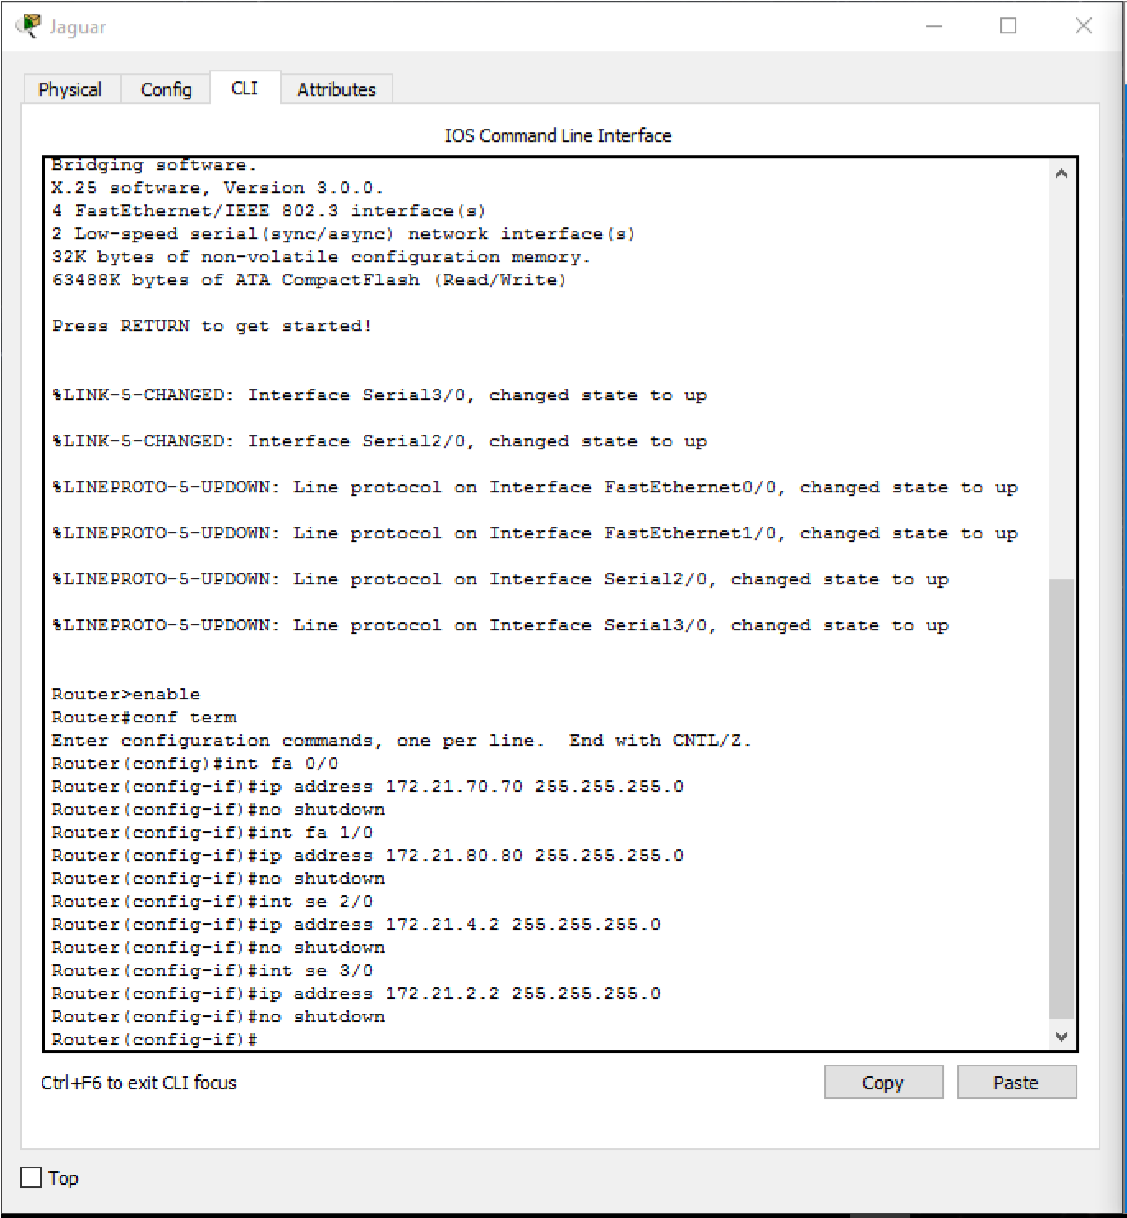 Jaguar
Physical Config CLI Attributes
IOS Command Line Interface
Bridging software.
X.25 software, Version 3.0.0.
4 FastEthernet/IEEE 802.3 interface(s)
2 Low-speed serial(sync/async) network interface(s)
32K bytes of non-volatile configuration memory.
63488K bytes of ATA CompactFlash (Read/Write)
Press RETURN to get started!
%LINK-5-CHANGED: Interface Serial3/0, changed state to up
%LINK-5-CHANGED: Interface Serial2/0, changed state to up
%LINEPROTO-5-UPDOWN: Line protocol on Interface FastEthernet0/0, changed state to up
%LINEPROTO-5-UPDOWN: Line protocol on Interface FastEthernet1/0, changed state to up
%LINEPROTO-5-UPDOWN: Line protocol on Interface Serial2/0, changed state to up
%LINEPROTO-5-UPDOWN: Line protocol on Interface Serial3/0, changed state to up
Router>enable
Router#conf term
Enter configuration commands, one per line.  End with CNTL/Z.
Router(config)#int fa 0/0
Router(config-if)#ip address 172.21.70.70 255.255.255.0
Router(config-if)#no shutdown
Router(config-if)#int fa 1/0
Router(config-if)#ip address 172.21.80.80 255.255.255.0
Router(config-if)#no shutdown
Router(config-if)#int se 2/0
Router(config-if)#ip address 172.21.4.2 255.255.255.0
Router(config-if)#no shutdown
Router(config-if)#int se 3/0
Router(config-if)#ip address 172.21.2.2 255.255.255.0
Router(config-if)#no shutdown
Router(config-if)#
Ctrl+F6 to exit CLI focus
Copy Paste
Top